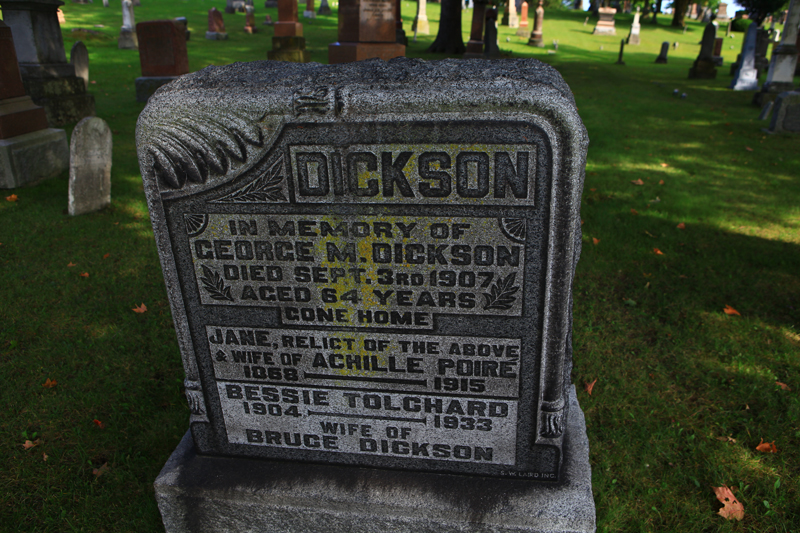 DICKSON
IN MEMORY OF
GEORGE M. DICKSON
DIED SEPT. 3RD 1907
AGED 64 YEARS
GONE HOME
JANE, RELICT OF THE ABOVE
& WIFE OF ACHILLE POIRE
1868 1915
BESSIE TOLCHARD
1904 1933
WIFE OF
BRUCE DICKSON